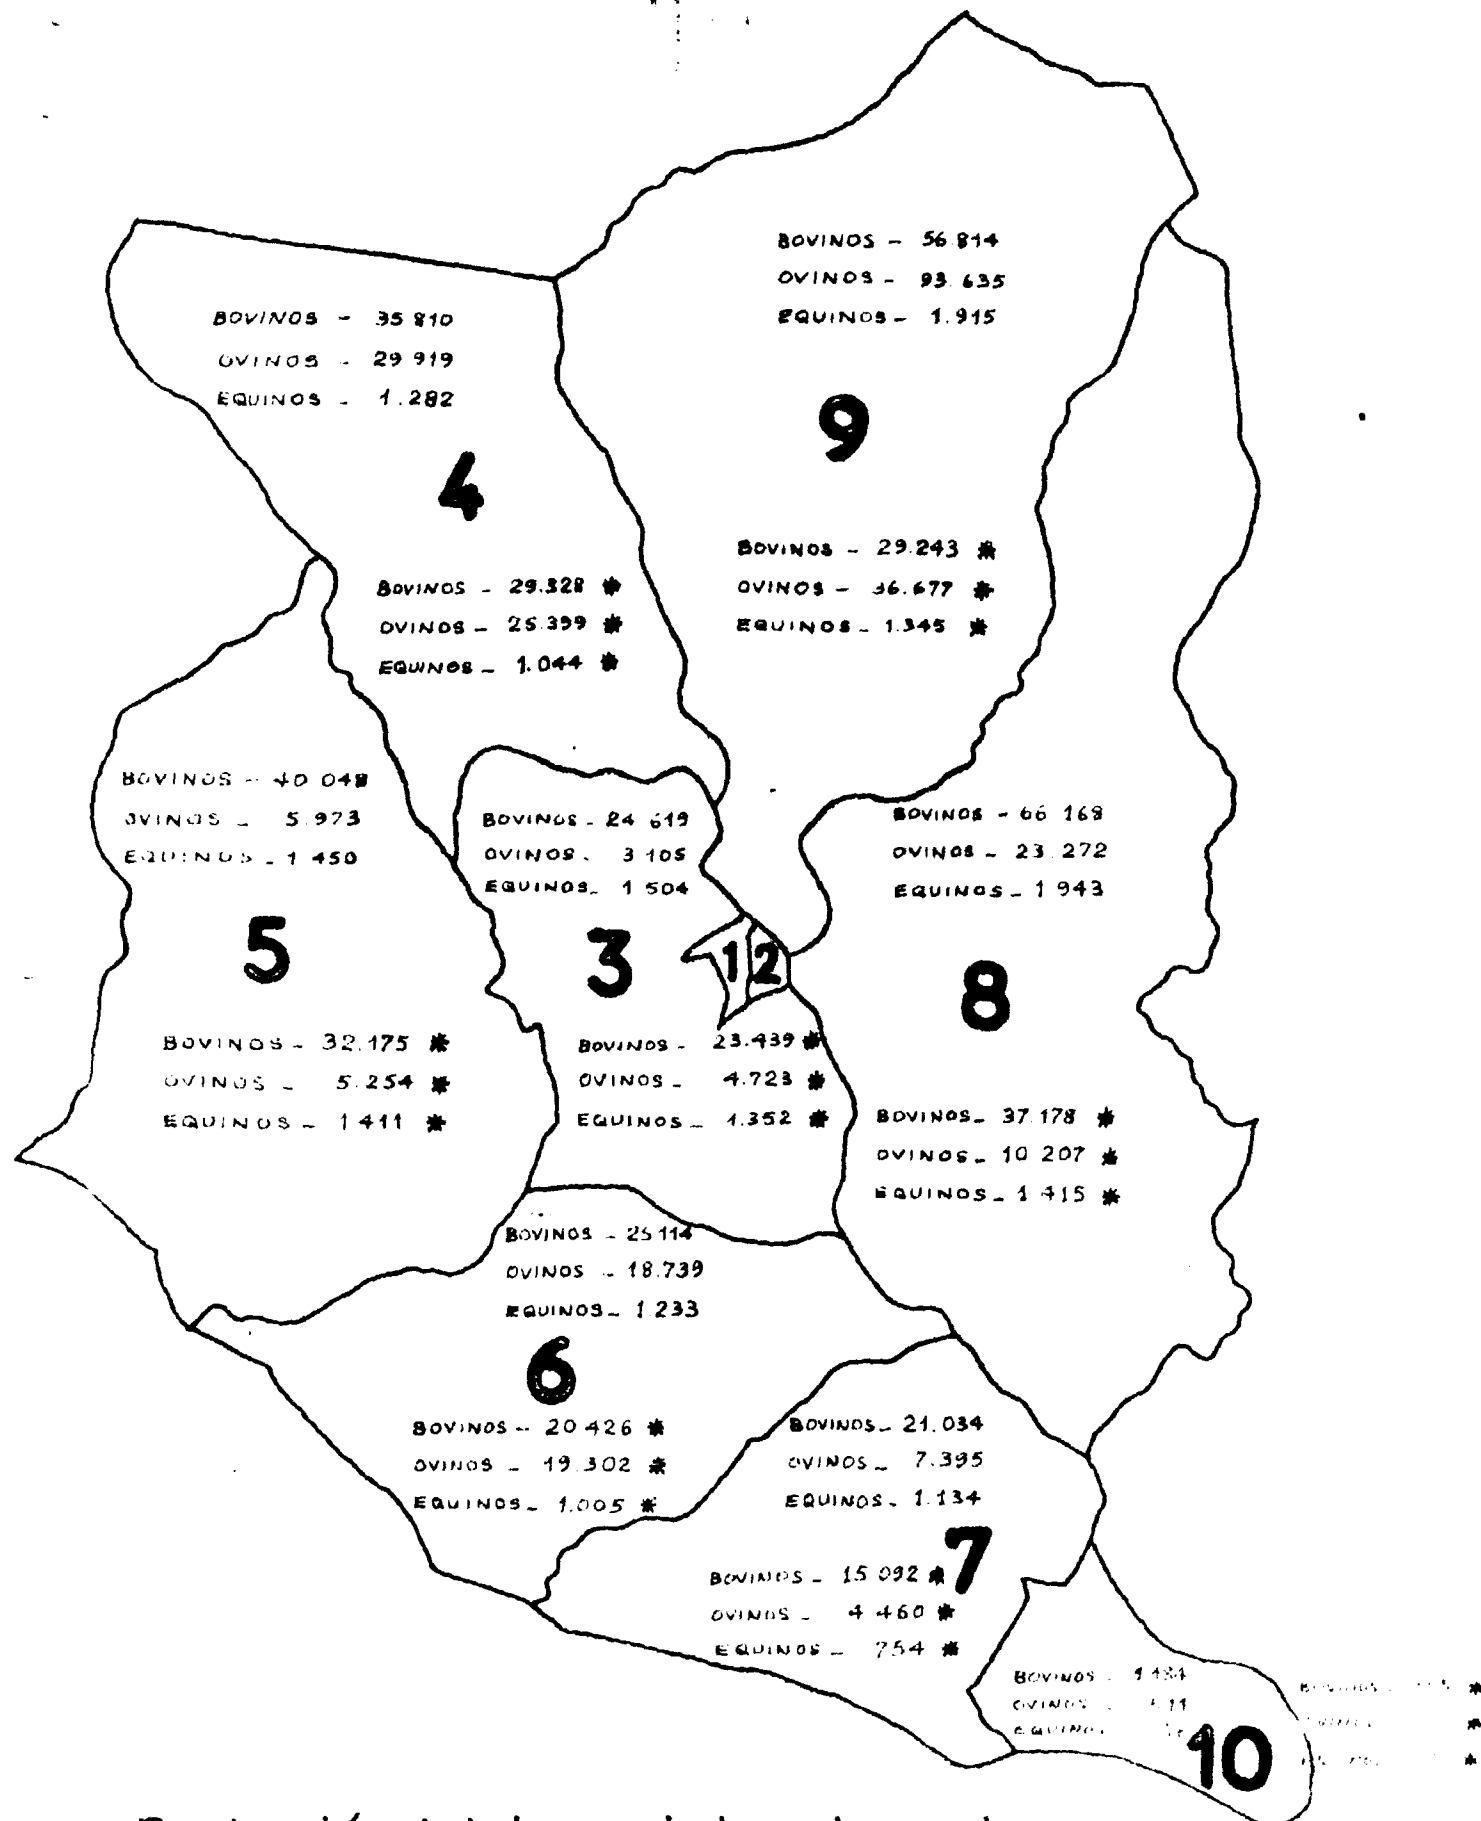 BOVINOS - 56.814
OVINOS - 93.635
EQUINOS - 1.915
9
BOVINOS - 29.243 *
OVINOS - 36.677 *
EQUINOS - 1.345 *
BOVINOS - 35 810
OVINOS - 29 919
EQUINOS - 1.282
4
BOVINOS - 29.328 *
OVINOS - 25.399 *
EQUINOS - 1.044 *
BOVINOS - 40 048
OVINOS - 5.973
EQUINOS - 1 450
5
BOVINOS - 32.175 *
OVINOS - 5.254 *
EQUINOS - 1 411 *
BOVINOS - 24 619
OVINOS - 3 105
EQUINOS - 1 504
3
BOVINOS - 23.439 *
OVINOS - 4.723 *
EQUINOS - 1.352 *
1 2
BOVINOS - 66 168
OVINOS - 23.272
EQUINOS - 1 943
8
BOVINOS - 37.178 *
OVINOS - 10 207 *
EQUINOS - 1 415 *
BOVINOS - 25 114
OVINOS - 18.739
EQUINOS - 1 233
6
BOVINOS - 20 426 *
OVINOS - 19.302 *
EQUINOS - 1.005 *
BOVINOS - 21.034
OVINOS - 7.395
EQUINOS - 1.134
7
BOVINOS - 15 092 *
OVINOS - 4 460 *
EQUINOS - 754 *
BOVINOS -
OVINOS
10